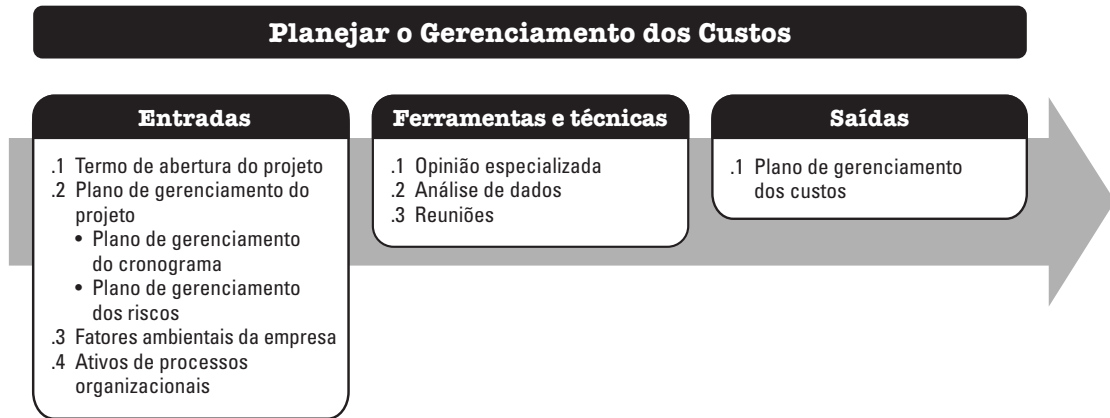 Planejar o Gerenciamento dos Custos
Entradas
.1 Termo de abertura do projeto
.2 Plano de gerenciamento do
projeto
• Plano de gerenciamento
do cronograma
• Plano de gerenciamento
dos riscos
.3 Fatores ambientais da empresa
.4 Ativos de processos
organizacionais
Ferramentas e técnicas
.1 Opinião especializada
.2 Análise de dados
.3 Reuniões
Saídas
.1 Plano de gerenciamento
dos custos